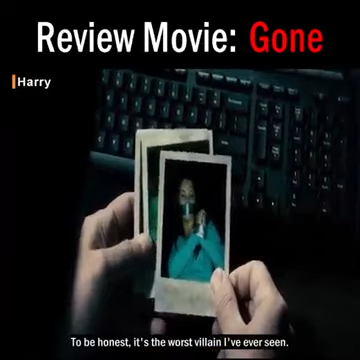 Review Movie: Gone
Harry
To be honest, it's the worst villain I've ever seen.